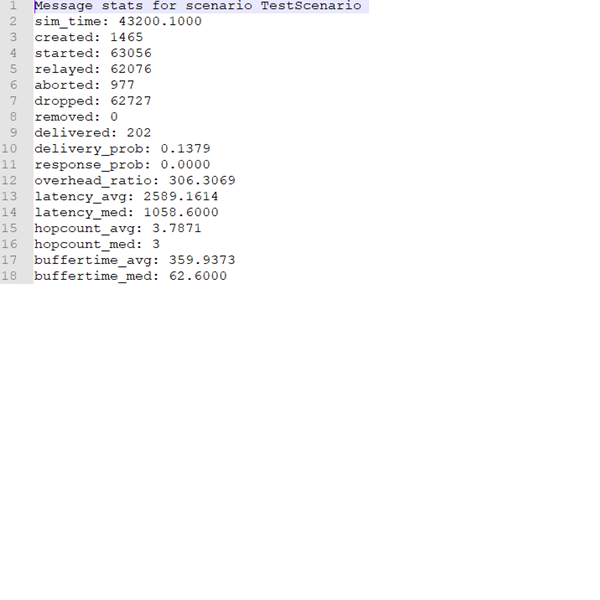 1 Message stats for scenario TestScenario
2 sim_time: 43200.1000
3 created: 1465
4 started: 63056
5 relayed: 62076
6 aborted: 977
7 dropped: 62727
8 removed: 0
9 delivered: 202
10 delivery_prob: 0.1379
11 response_prob: 0.0000
12 overhead_ratio: 306.3069
13 latency_avg: 2589.1614
14 latency_med: 1058.6000
15 hopcount_avg: 3.7871
16 hopcount_med: 3
17 buffertime_avg: 359.9373
18 buffertime_med: 62.6000